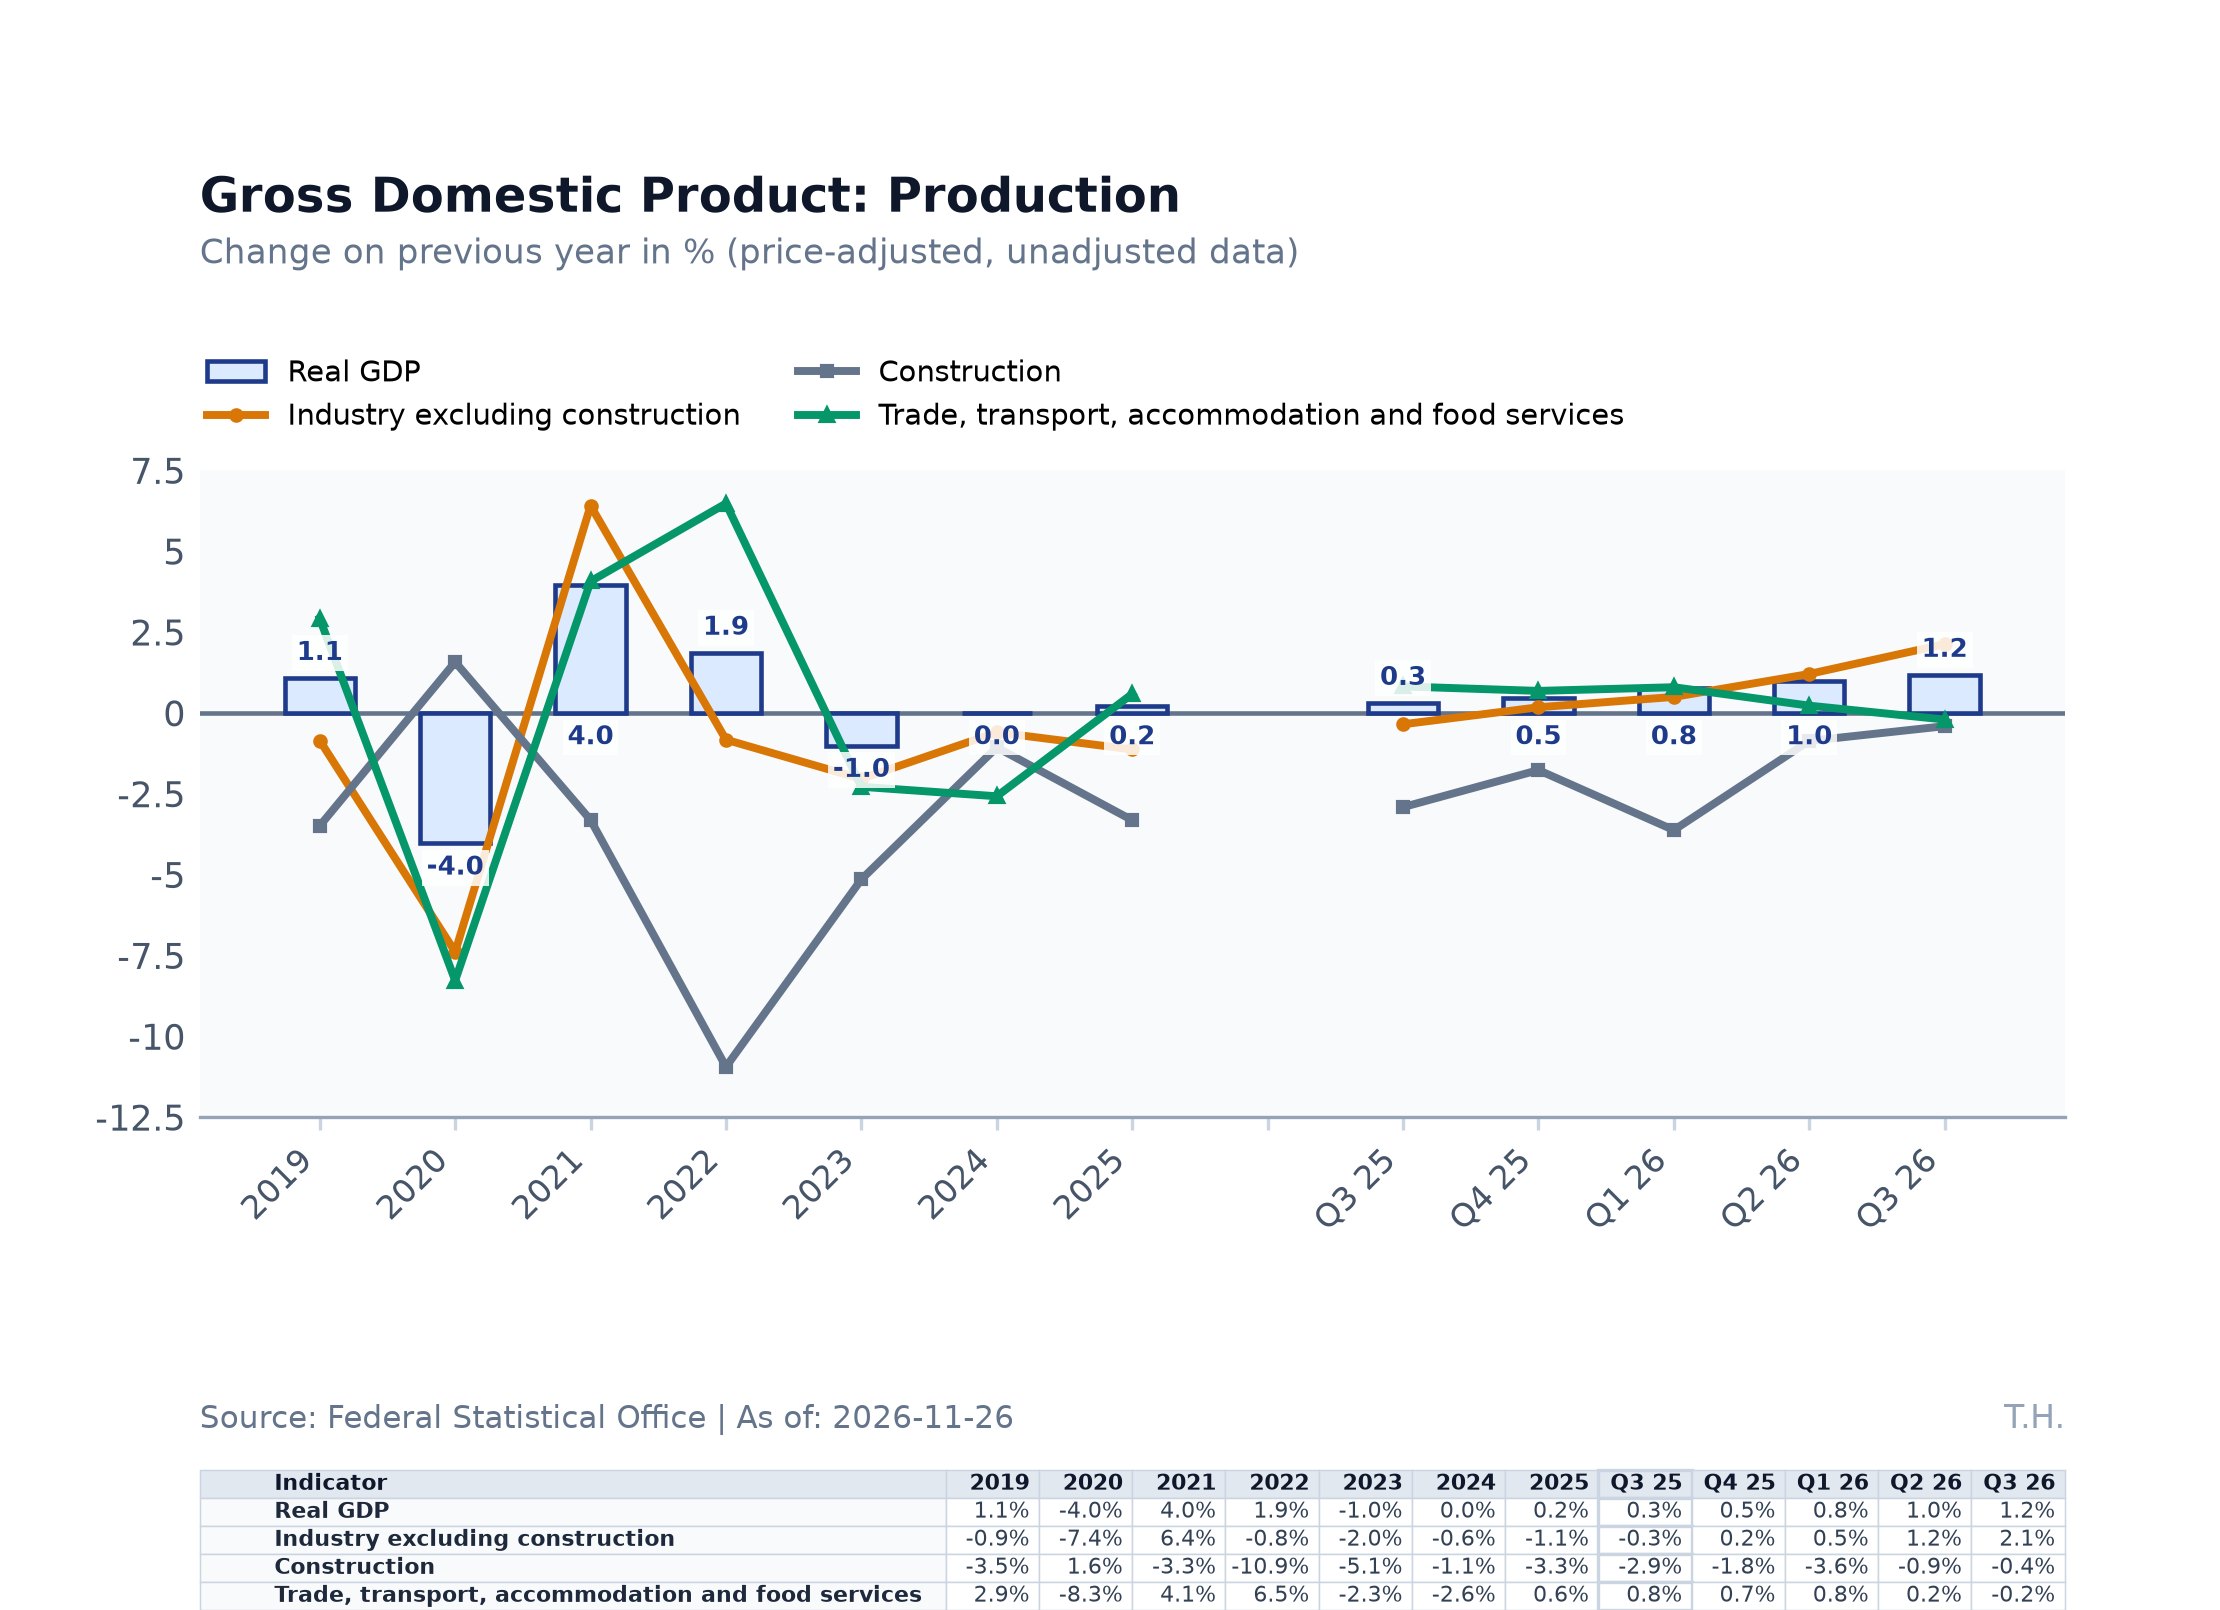 Gross Domestic Product: Production
Change on previous year in % (price-adjusted, unadjusted data)
Real GDP
Construction
Industry excluding construction
Trade, transport, accommodation and food services
7.5
5
2.5
0
-2.5
-5
-7.5
-10
-12.5
1.1
-4.0
4.0
1.9
-1.0
0.0
0.2
0.3
0.5
0.8
1.0
1.2
2019
2020
2021
2022
2023
2024
2025
Q3 25
Q4 25
Q1 26
Q2 26
Q3 26
Source: Federal Statistical Office | As of: 2026-11-26
T.H.
Indicator 2019 2020 2021 2022 2023 2024 2025 Q3 25 Q4 25 Q1 26 Q2 26 Q3 26
Real GDP 1.1% -4.0% 4.0% 1.9% -1.0% 0.0% 0.2% 0.3% 0.5% 0.8% 1.0% 1.2%
Industry excluding construction -0.9% -7.4% 6.4% -0.8% -2.0% -0.6% -1.1% -0.3% 0.2% 0.5% 1.2% 2.1%
Construction -3.5% 1.6% -3.3% -10.9% -5.1% -1.1% -3.3% -2.9% -1.8% -3.6% -0.9% -0.4%
Trade, transport, accommodation and food services 2.9% -8.3% 4.1% 6.5% -2.3% -2.6% 0.6% 0.8% 0.7% 0.8% 0.2% -0.2%